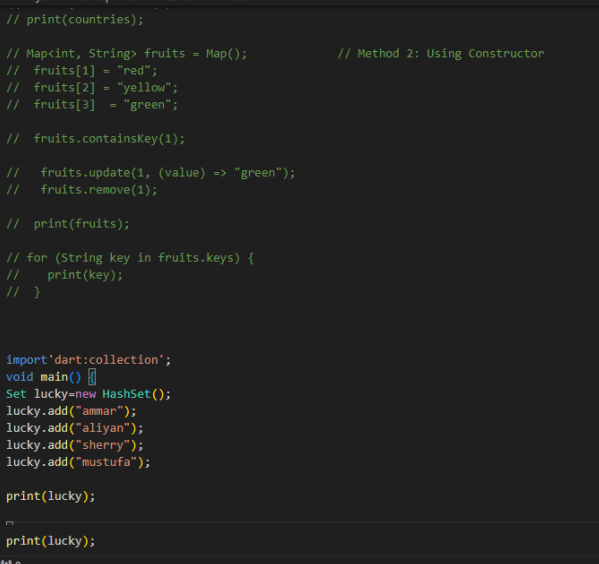 // print(countries);
// Map<int, String> fruits = Map(); // Method 2: Using Constructor
// fruits[1] = "red";
// fruits[2] = "yellow";
// fruits[3] = "green";
// fruits.containsKey(1);
// fruits.update(1, (value) => "green");
// fruits.remove(1);
// print(fruits);
// for (String key in fruits.keys) {
// print(key);
// }
import'dart:collection';
void main() {
Set lucky=new HashSet();
lucky.add("ammar");
lucky.add("aliyan");
lucky.add("sherry");
lucky.add("mustufa");
print(lucky);
print(lucky);